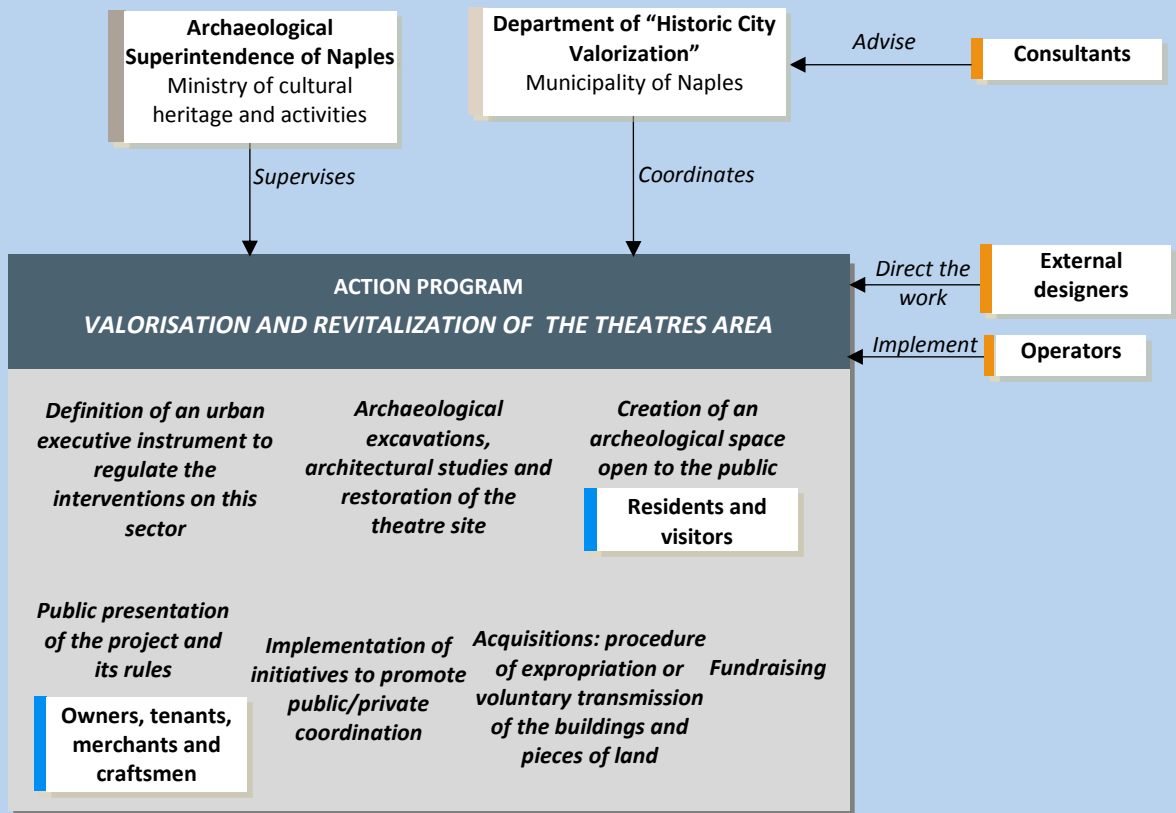 Archaeological
Superintendence of Naples
Ministry of cultural
heritage and activities
Department of “Historic City
Valorization”
Municipality of Naples
Advise
Consultants
Supervises
Coordinates
ACTION PROGRAM
VALORISATION AND REVITALIZATION OF THE THEATRES AREA
Direct the
work
External
designers
Implement
Operators
Definition of an urban
executive instrument to
regulate the
interventions on this
sector
Archaeological
excavations,
architectural studies and
restoration of the
theatre site
Creation of an
archeological space
open to the public
Residents and
visitors
Public presentation
of the project and
its rules
Owners, tenants,
merchants and
craftsmen
Implementation of
initiatives to promote
public/private
coordination
Acquisitions: procedure
of expropriation or
voluntary transmission
of the buildings and
pieces of land
Fundraising